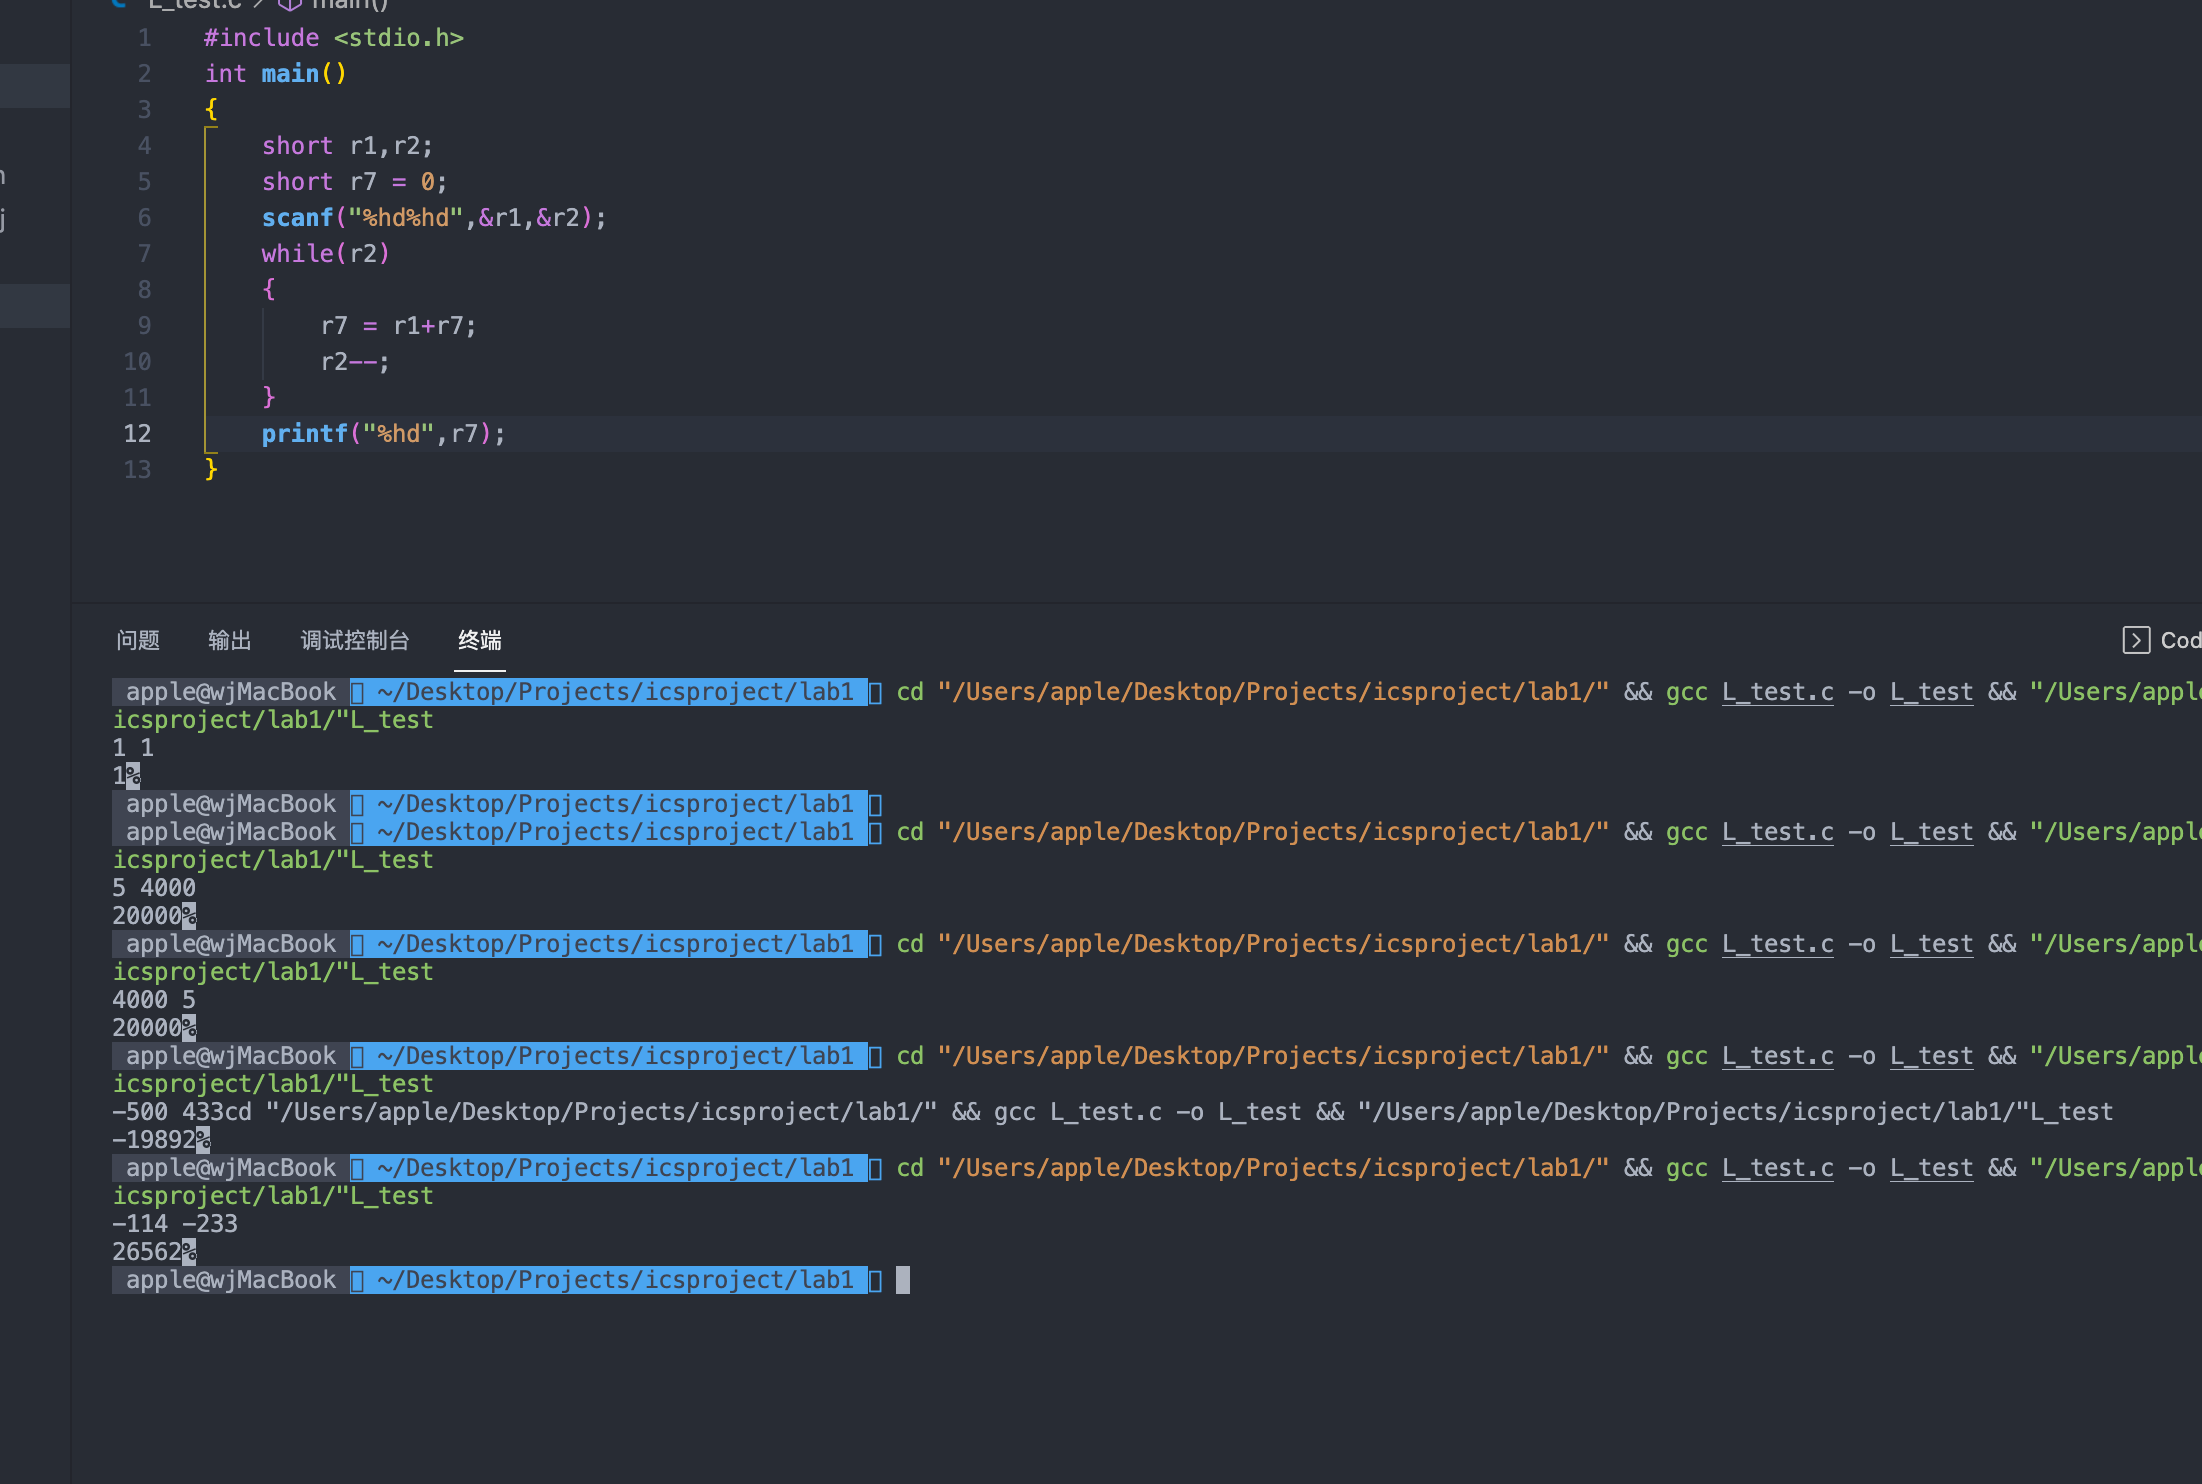 L_test.c > main()
1 #include <stdio.h>
2 int main()
3 {
4 short r1,r2;
5 short r7 = 0;
6 scanf("%hd%hd",&r1,&r2);
7 while(r2)
8 {
9 r7 = r1+r7;
10 r2--;
11 }
12 printf("%hd",r7);
13 }
问题 输出 调试控制台 终端 Cod
apple@wjMacBook ~/Desktop/Projects/icsproject/lab1 cd "/Users/apple/Desktop/Projects/icsproject/lab1/" && gcc L_test.c -o L_test && "/Users/apple
icsproject/lab1/"L_test
1 1
1%
apple@wjMacBook ~/Desktop/Projects/icsproject/lab1
apple@wjMacBook ~/Desktop/Projects/icsproject/lab1 cd "/Users/apple/Desktop/Projects/icsproject/lab1/" && gcc L_test.c -o L_test && "/Users/apple
icsproject/lab1/"L_test
5 4000
20000%
apple@wjMacBook ~/Desktop/Projects/icsproject/lab1 cd "/Users/apple/Desktop/Projects/icsproject/lab1/" && gcc L_test.c -o L_test && "/Users/apple
icsproject/lab1/"L_test
4000 5
20000%
apple@wjMacBook ~/Desktop/Projects/icsproject/lab1 cd "/Users/apple/Desktop/Projects/icsproject/lab1/" && gcc L_test.c -o L_test && "/Users/apple
icsproject/lab1/"L_test
-500 433cd "/Users/apple/Desktop/Projects/icsproject/lab1/" && gcc L_test.c -o L_test && "/Users/apple/Desktop/Projects/icsproject/lab1/"L_test
-19892%
apple@wjMacBook ~/Desktop/Projects/icsproject/lab1 cd "/Users/apple/Desktop/Projects/icsproject/lab1/" && gcc L_test.c -o L_test && "/Users/apple
icsproject/lab1/"L_test
-114 -233
26562%
apple@wjMacBook ~/Desktop/Projects/icsproject/lab1